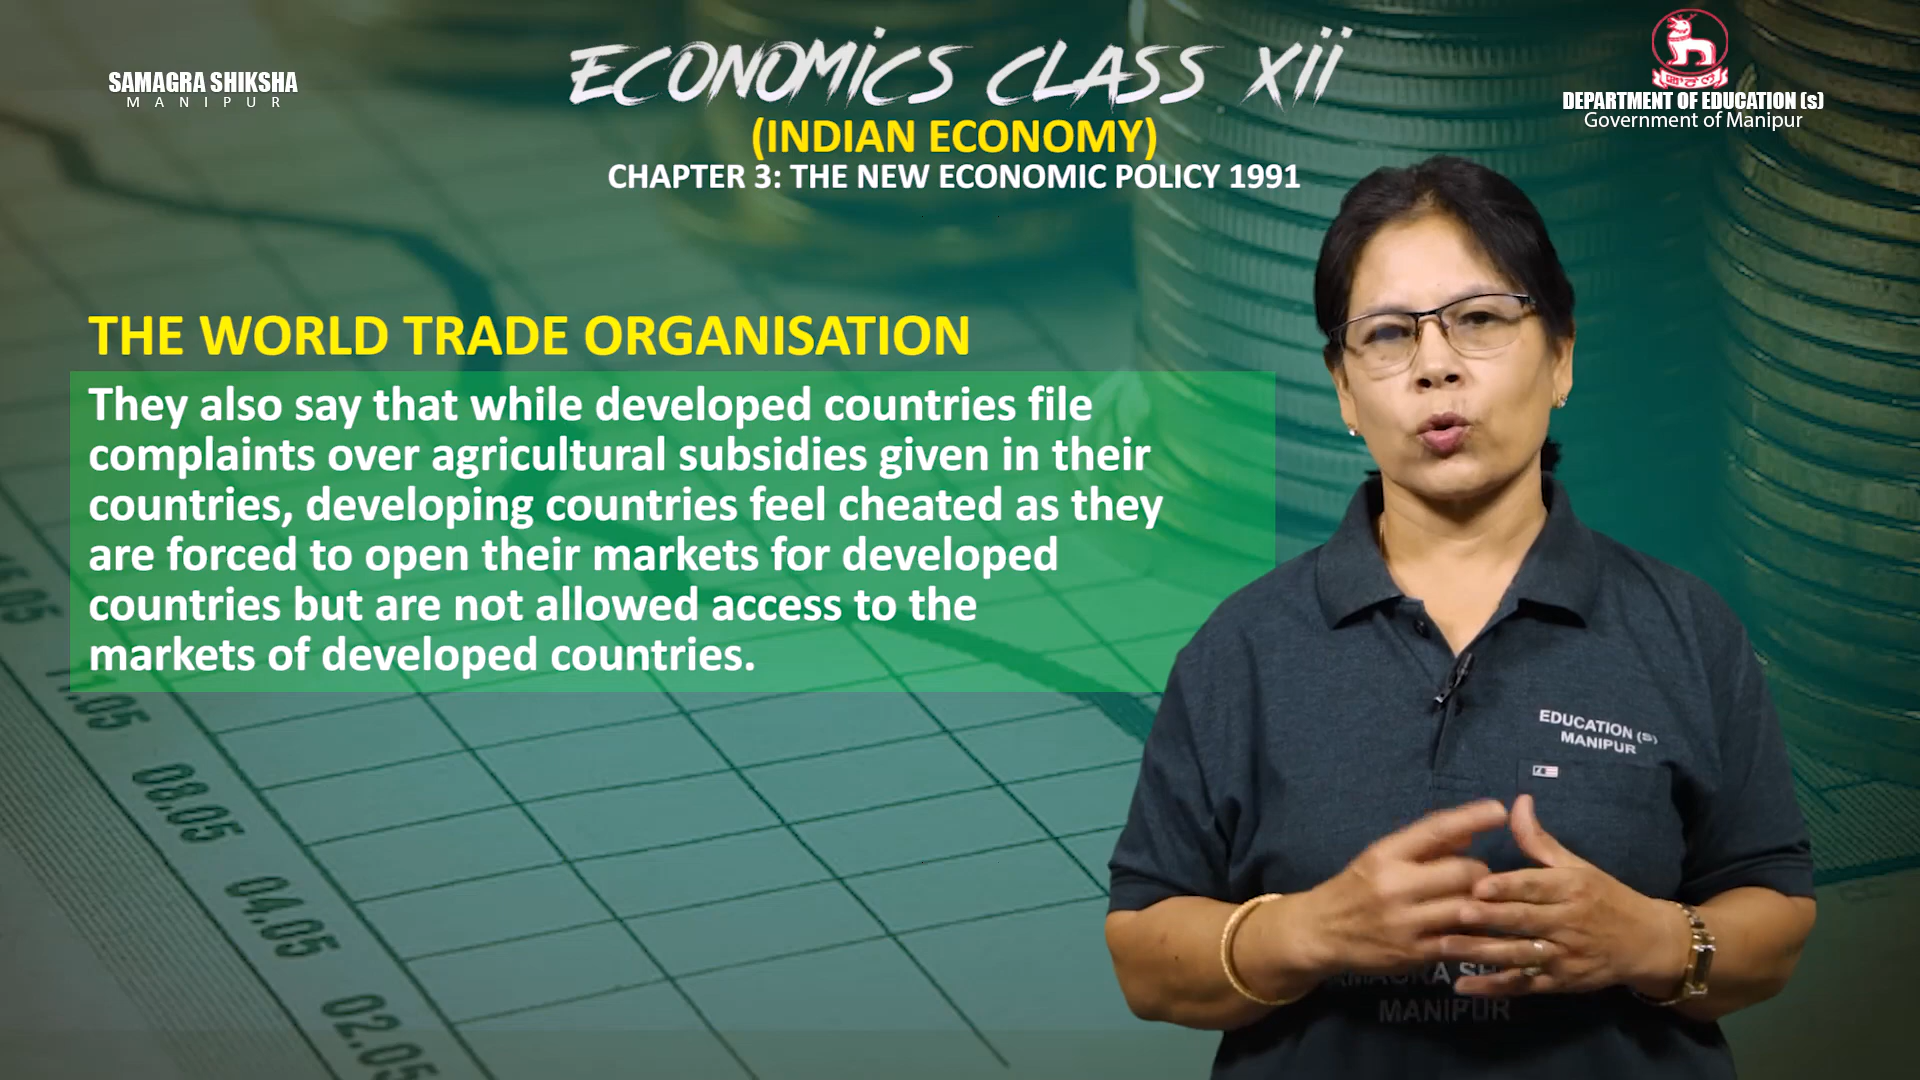 SAMAGRA SHIKSHA
MANIPUR
ECONOMICS CLASS XII
(INDIAN ECONOMY)
CHAPTER 3: THE NEW ECONOMIC POLICY 1991
DEPARTMENT OF EDUCATION (s)
Government of Manipur
THE WORLD TRADE ORGANISATION
They also say that while developed countries file
complaints over agricultural subsidies given in their
countries, developing countries feel cheated as they
are forced to open their markets for developed
countries but are not allowed access to the
markets of developed countries.
EDUCATION (S)
MANIPUR
MANIPUR
11.05
08.05
04.05
02.05